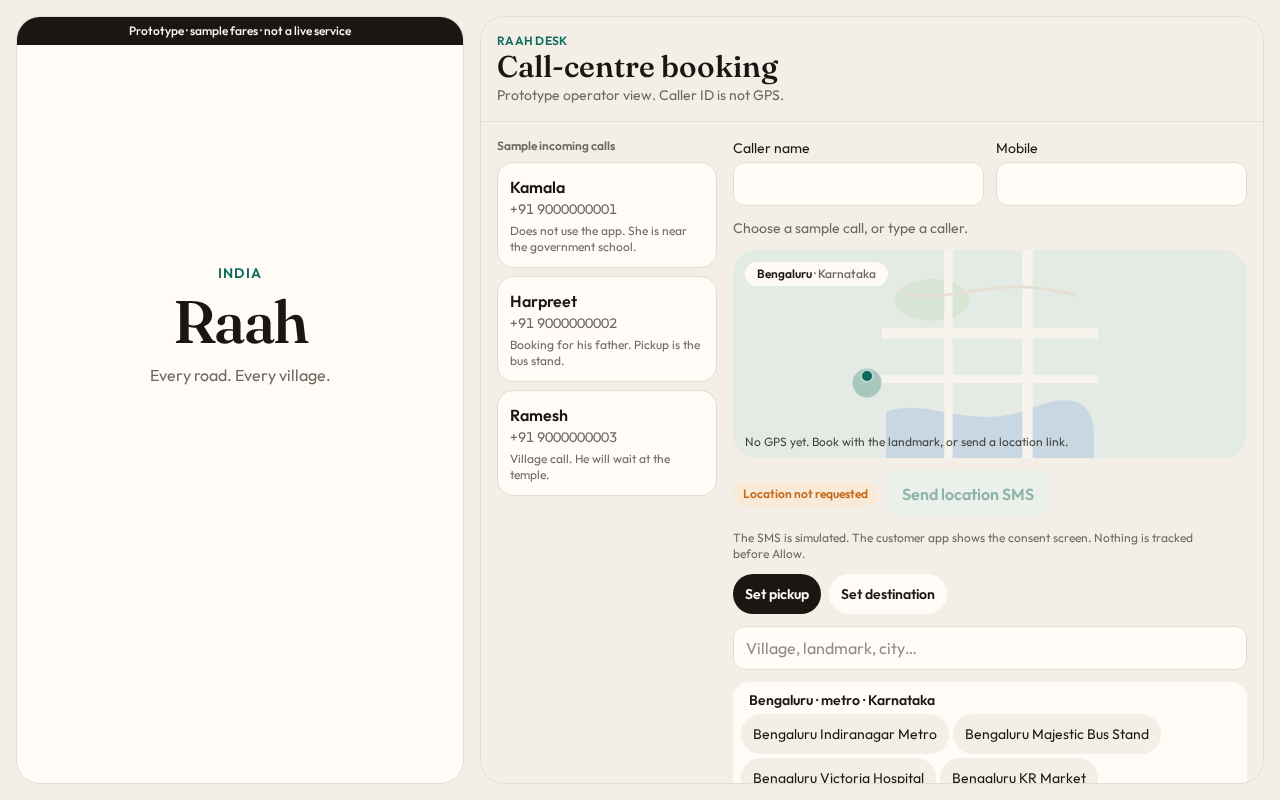 Prototype · sample fares · not a live service
INDIA
Raah
Every road. Every village.
RAAH DESK
Call-centre booking
Prototype operator view. Caller ID is not GPS.
Sample incoming calls
Kamala
+91 9000000001
Does not use the app. She is near
the government school.
Harpreet
+91 9000000002
Booking for his father. Pickup is the
bus stand.
Ramesh
+91 9000000003
Village call. He will wait at the
temple.
Caller name
Mobile
Choose a sample call, or type a caller.
Bengaluru · Karnataka
No GPS yet. Book with the landmark, or send a location link.
Location not requested
Send location SMS
The SMS is simulated. The customer app shows the consent screen. Nothing is tracked
before Allow.
Set pickup
Set destination
Village, landmark, city…
Bengaluru · metro · Karnataka
Bengaluru Indiranagar Metro
Bengaluru Majestic Bus Stand
Bengaluru Victoria Hospital
Bengaluru KR Market